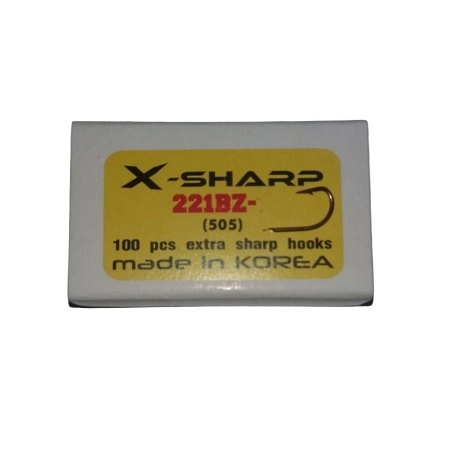 X-SHARP
221BZ-
(505)
100 pcs extra sharp hooks
made in KOREA